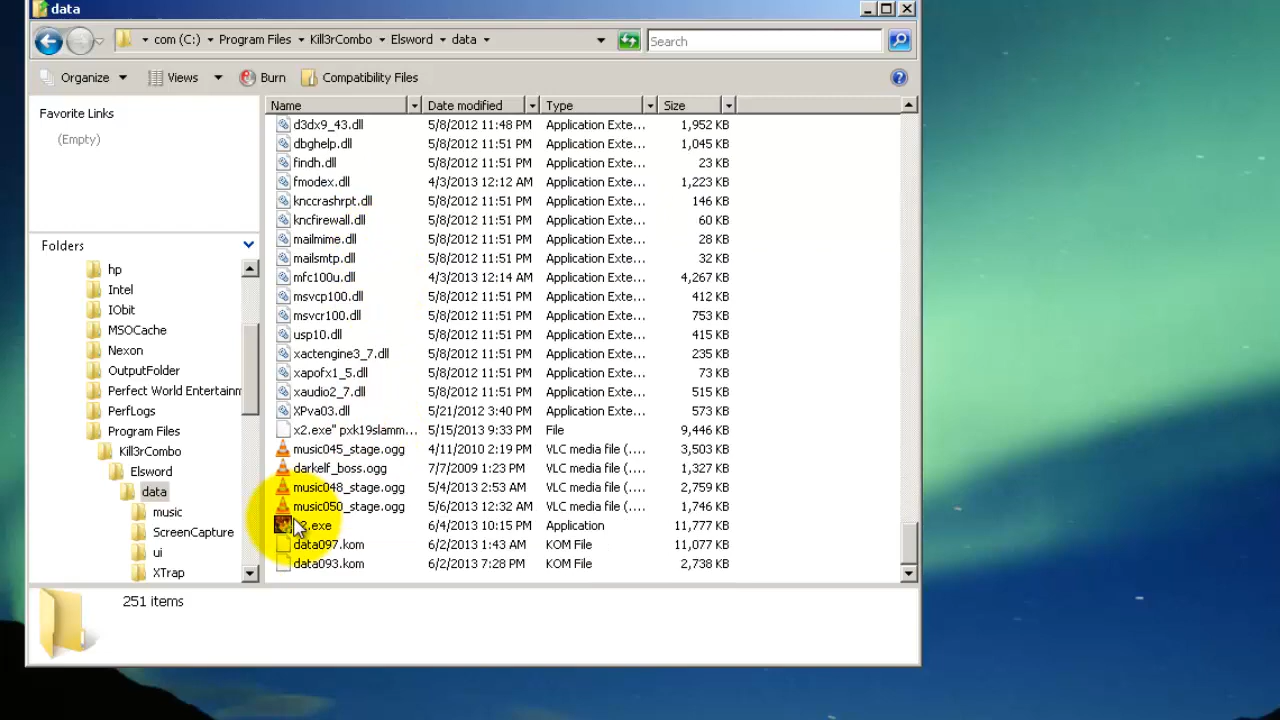 data
com (C:) Program Files Kill3rCombo Elsword data Search
Organize Views Burn Compatibility Files
Favorite Links
(Empty)
Folders
hp
Intel
IObit
MSOCache
Nexon
OutputFolder
Perfect World Entertainm
PerfLogs
Program Files
Kill3rCombo
Elsword
data
music
ScreenCapture
ui
XTrap
Name Date modified Type Size
d3dx9_43.dll 5/8/2012 11:48 PM Application Exte... 1,952 KB
dbghelp.dll 5/8/2012 11:51 PM Application Exte... 1,045 KB
findh.dll 5/8/2012 11:51 PM Application Exte... 23 KB
fmodex.dll 4/3/2013 12:12 AM Application Exte... 1,223 KB
knccrashrpt.dll 5/8/2012 11:51 PM Application Exte... 146 KB
kncfirewall.dll 5/8/2012 11:51 PM Application Exte... 60 KB
mailmime.dll 5/8/2012 11:51 PM Application Exte... 28 KB
mailsmtp.dll 5/8/2012 11:51 PM Application Exte... 32 KB
mfc100u.dll 4/3/2013 12:14 AM Application Exte... 4,267 KB
msvcp100.dll 5/8/2012 11:51 PM Application Exte... 412 KB
msvcr100.dll 5/8/2012 11:51 PM Application Exte... 753 KB
usp10.dll 5/8/2012 11:51 PM Application Exte... 415 KB
xactengine3_7.dll 5/8/2012 11:51 PM Application Exte... 235 KB
xapofx1_5.dll 5/8/2012 11:51 PM Application Exte... 73 KB
xaudio2_7.dll 5/8/2012 11:51 PM Application Exte... 515 KB
XPva03.dll 5/21/2012 3:40 PM Application Exte... 573 KB
x2.exe" pxk19slamm... 5/15/2013 9:33 PM File 9,446 KB
music045_stage.ogg 4/11/2010 2:19 PM VLC media file (... 3,503 KB
darkelf_boss.ogg 7/7/2009 1:23 PM VLC media file (... 1,327 KB
music048_stage.ogg 5/4/2013 2:53 AM VLC media file (... 2,759 KB
music050_stage.ogg 5/6/2013 12:32 AM VLC media file (... 1,746 KB
2.exe 6/4/2013 10:15 PM Application 11,777 KB
data097.kom 6/2/2013 1:43 AM KOM File 11,077 KB
data093.kom 6/2/2013 7:28 PM KOM File 2,738 KB
251 items